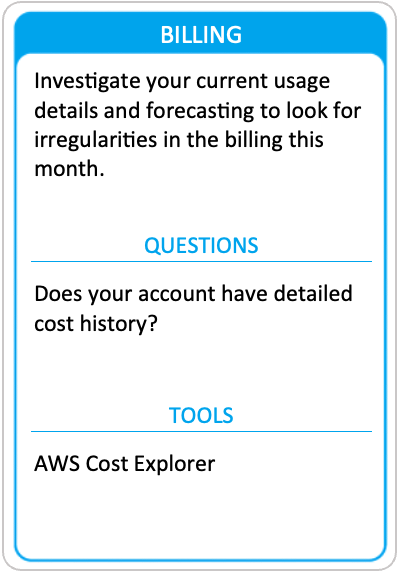 BILLING
Investigate your current usage
details and forecasting to look for
irregularities in the billing this
month.
QUESTIONS
Does your account have detailed
cost history?
TOOLS
AWS Cost Explorer